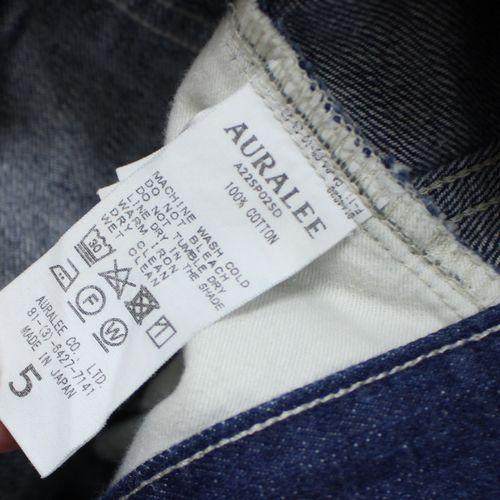 AURALEE
A22SP02SD
100% COTTON
MACHINE WASH COLD
DO NOT BLEACH
DO NOT TUMBLE DRY
LINE DRY IN THE SHADE
WARM IRON
DRY CLEAN
WET CLEAN
30
F W
AURALEE CO., LTD.
81-(3)-6427-7141
MADE IN JAPAN
5